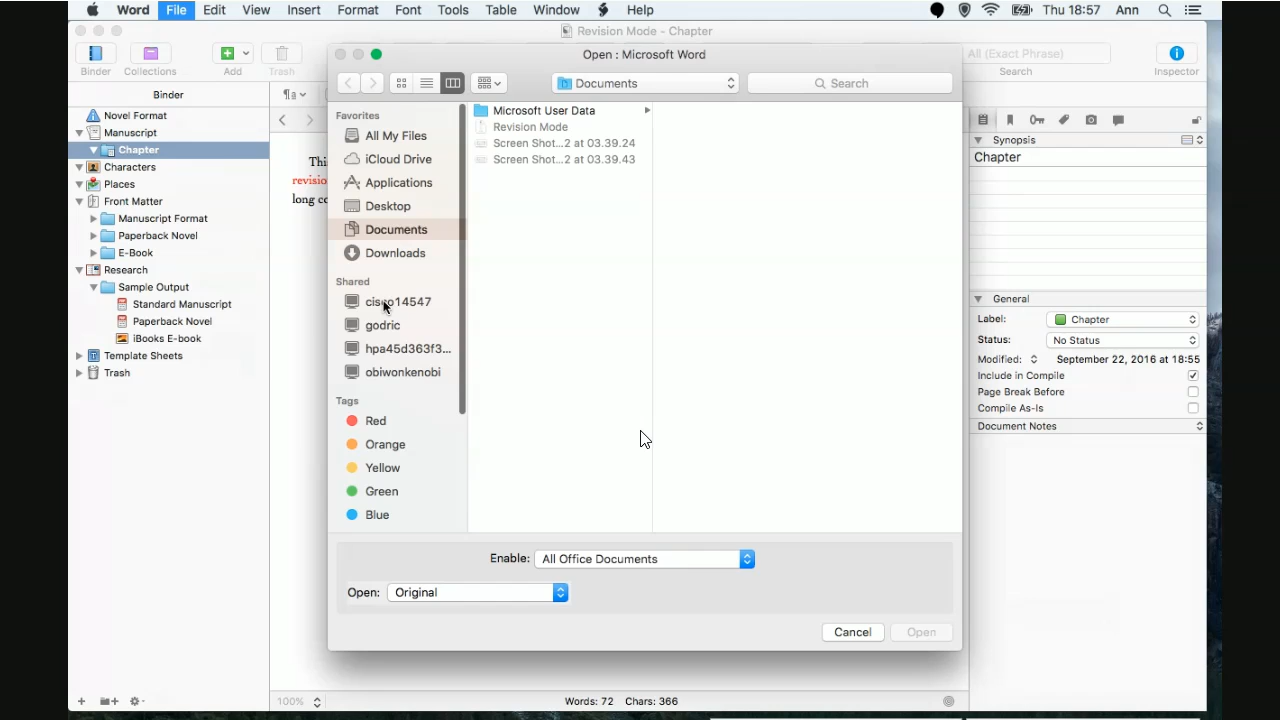 Word File Edit View Insert Format Font Tools Table Window Help Thu 18:57 Ann
Revision Mode - Chapter
Open : Microsoft Word
Binder Collections Add Trash
All (Exact Phrase)
Search
Inspector
Documents
Search
Binder
Novel Format
Manuscript
Chapter
Characters
Places
Front Matter
Manuscript Format
Paperback Novel
E-Book
Research
Sample Output
Standard Manuscript
Paperback Novel
iBooks E-book
Template Sheets
Trash
Thi
revisio
long co
Favorites
All My Files
iCloud Drive
Applications
Desktop
Documents
Downloads
Shared
cisco14547
godric
hpa45d363f3...
obiwonkenobi
Tags
Red
Orange
Yellow
Green
Blue
Microsoft User Data
Revision Mode
Screen Shot...2 at 03.39.24
Screen Shot...2 at 03.39.43
Enable: All Office Documents
Open: Original
Cancel Open
Synopsis
Chapter
General
Label: Chapter
Status: No Status
Modified: September 22, 2016 at 18:55
Include in Compile
Page Break Before
Compile As-Is
Document Notes
100%
Words: 72 Chars: 366